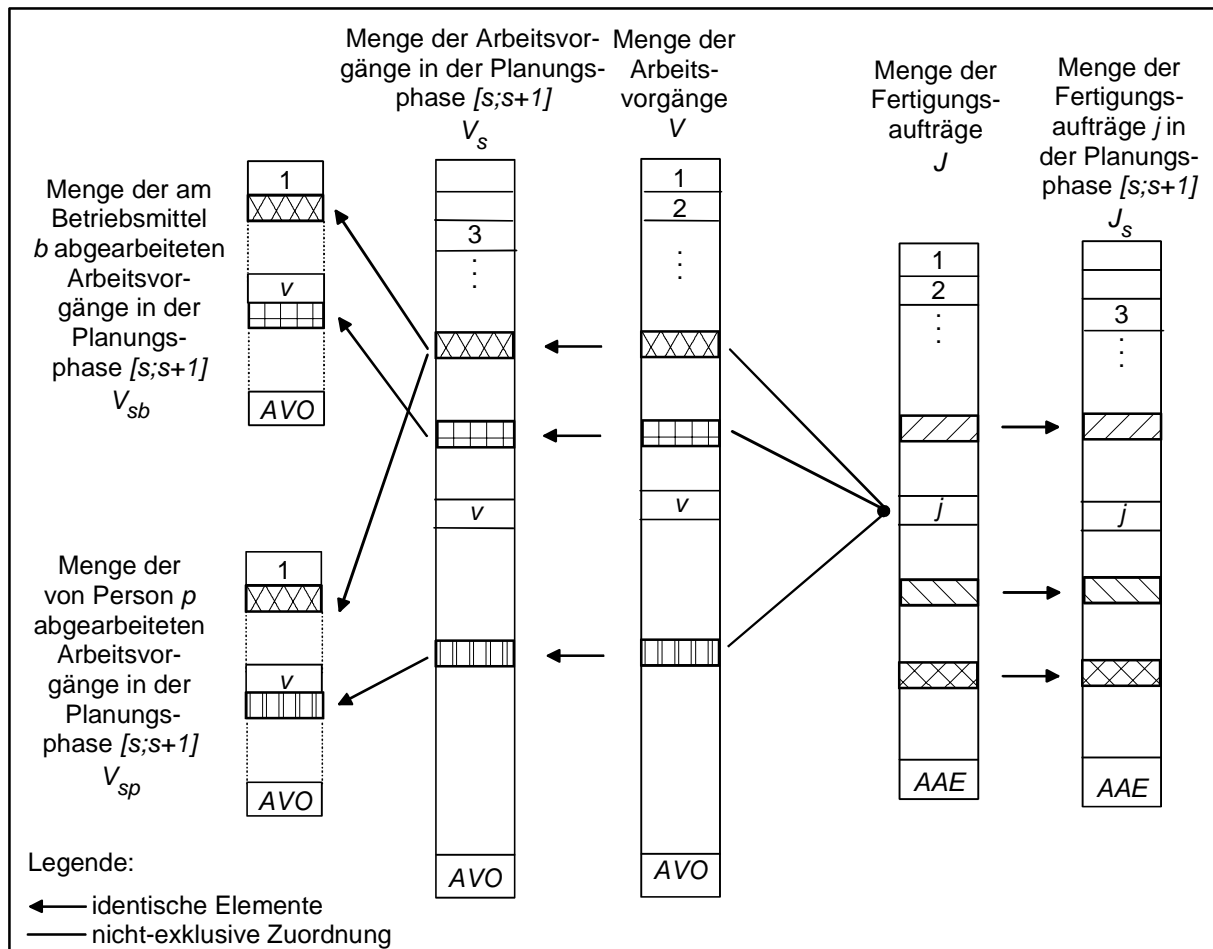 Menge der Arbeitsvor-
gänge in der Planungs-
phase [s;s+1]
V_s
Menge der
Arbeits-
vorgänge
V
Menge der
Fertigungs-
aufträge
J
Menge der
Fertigungs-
aufträge j in
der Planungs-
phase [s;s+1]
J_s
Menge der am
Betriebsmittel
b abgearbeiteten
Arbeitsvor-
gänge in der
Planungs-
phase [s;s+1]
V_sb
1
v
AVO
Menge der
von Person p
abgearbeiteten
Arbeitsvor-
gänge in der
Planungs-
phase [s;s+1]
V_sp
1
v
AVO
3
⋮
v
AVO
1
2
⋮
v
AVO
1
2
⋮
j
AAE
3
⋮
j
AAE
Legende:
identische Elemente
nicht-exklusive Zuordnung